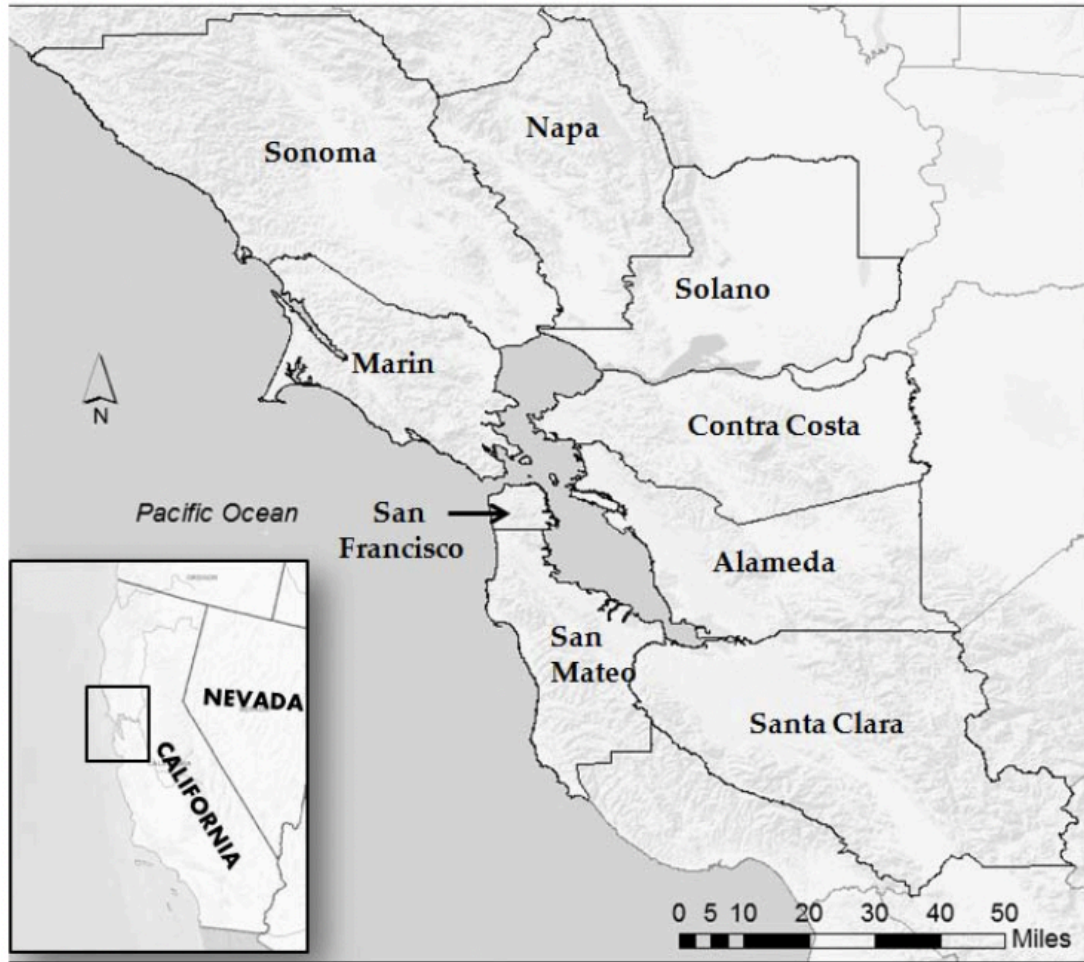 Napa
Sonoma
Solano
Marin
Contra Costa
N
Pacific Ocean
San
Francisco
Alameda
OREGON
San
Mateo
NEVADA
Santa Clara
CALIFORNIA
0 5 10 20 30 40 50
Miles